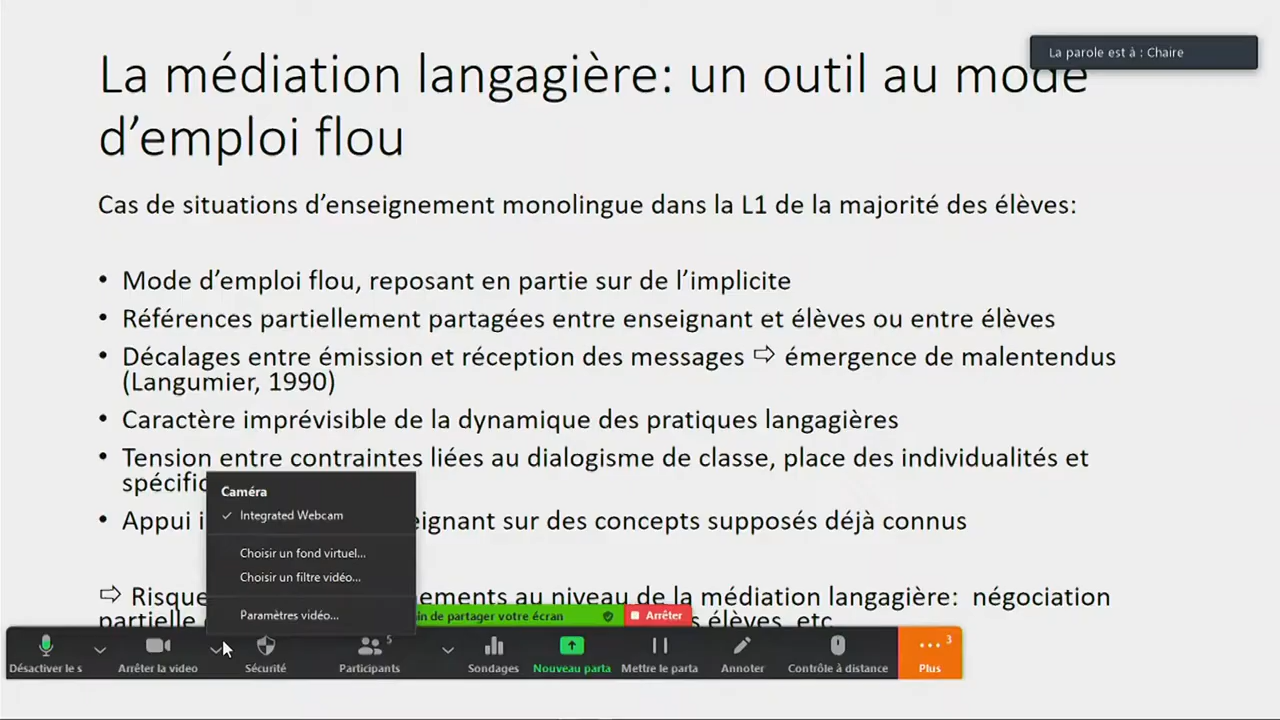 La parole est à : Chaire
La médiation langagière: un outil au mode
d’emploi flou
Cas de situations d’enseignement monolingue dans la L1 de la majorité des élèves:
• Mode d’emploi flou, reposant en partie sur de l’implicite
• Références partiellement partagées entre enseignant et élèves ou entre élèves
• Décalages entre émission et réception des messages ⇨ émergence de malentendus
(Langumier, 1990)
• Caractère imprévisible de la dynamique des pratiques langagières
• Tension entre contraintes liées au dialogisme de classe, place des individualités et
• Appui sur des concepts supposés déjà connus
Caméra
✓ Integrated Webcam
Choisir un fond virtuel...
Choisir un filtre vidéo...
Paramètres vidéo...
⇨ Risque au niveau de la médiation langagière: négociation
partielle élèves, etc
de partager votre écran
Arrêter
Désactiver le s
Arrêter la video
Sécurité
Participants 5
Sondages
Nouveau parta
Mettre le parta
Annoter
Contrôle à distance
Plus 3